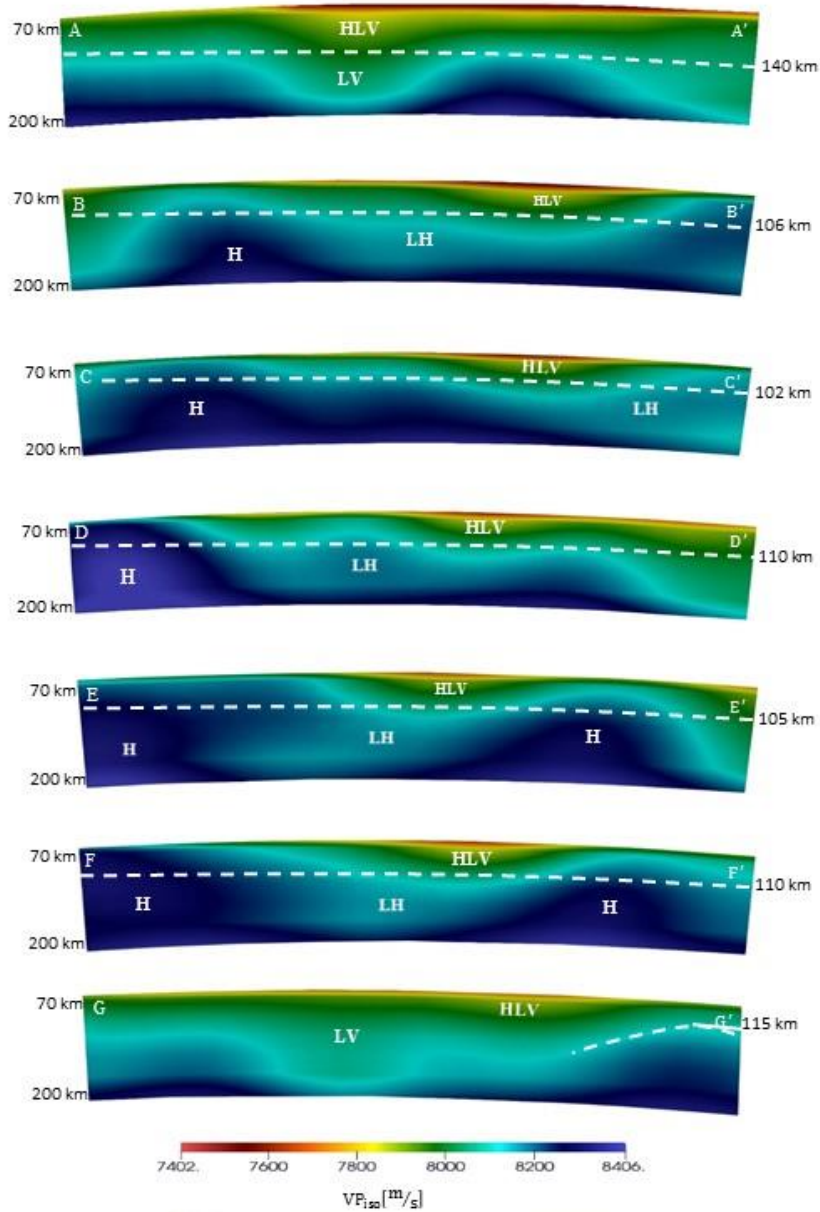 70 km A HLV A'
LV 140 km
200 km
70 km B HLV B'
H LH 106 km
200 km
70 km C HLV C'
H LH 102 km
200 km
70 km D HLV D'
H LH 110 km
200 km
70 km E HLV E'
H LH H 105 km
200 km
70 km F HLV F'
H LH H 110 km
200 km
70 km G HLV G' 115 km
LV
200 km
7402. 7600 7800 8000 8200 8406.
VPiso[m/s]